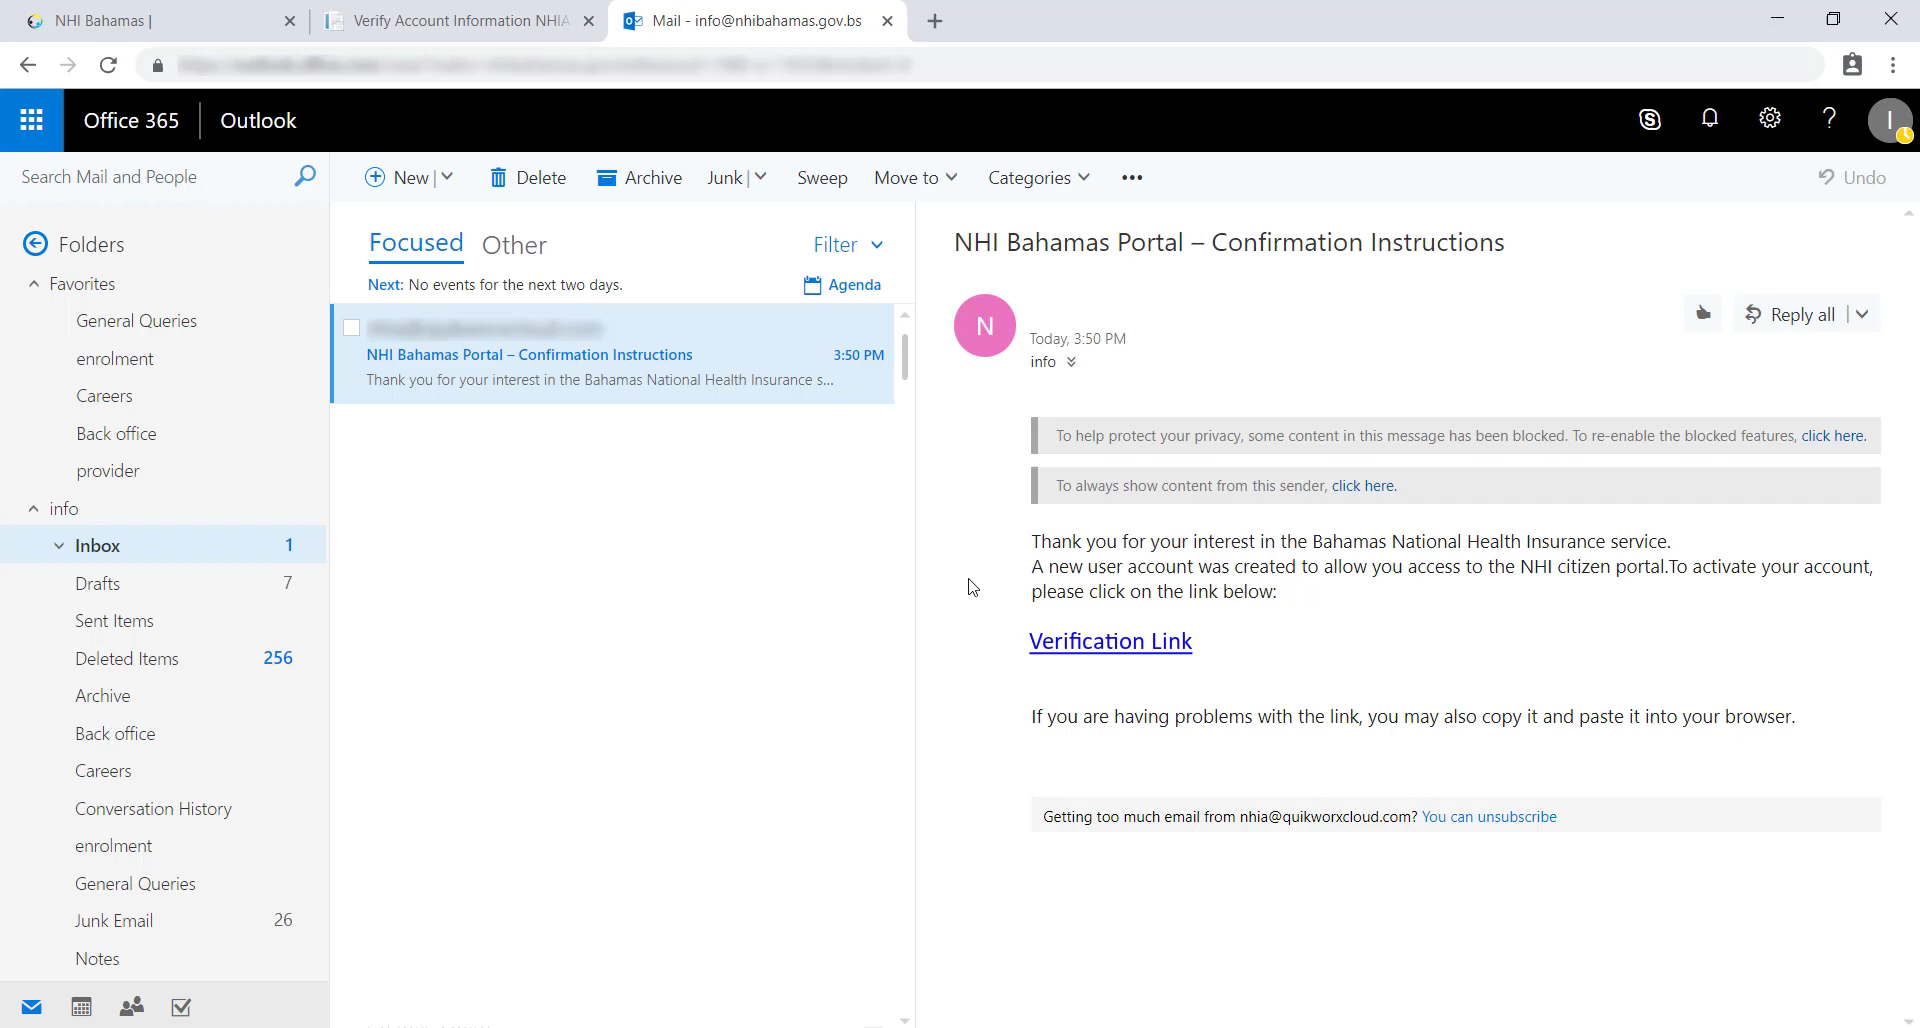 NHI Bahamas |
Verify Account Information NHIA
Mail - info@nhibahamas.gov.bs
Office 365
Outlook
I
Search Mail and People
New
Delete
Archive
Junk
Sweep
Move to
Categories
Undo
Folders
Favorites
General Queries
enrolment
Careers
Back office
provider
info
Inbox 1
Drafts 7
Sent Items
Deleted Items 256
Archive
Back office
Careers
Conversation History
enrolment
General Queries
Junk Email 26
Notes
Focused Other Filter
Next: No events for the next two days. Agenda
NHI Bahamas Portal – Confirmation Instructions 3:50 PM
Thank you for your interest in the Bahamas National Health Insurance s...
NHI Bahamas Portal – Confirmation Instructions
N
Today, 3:50 PM
info
Reply all
To help protect your privacy, some content in this message has been blocked. To re-enable the blocked features, click here.
To always show content from this sender, click here.
Thank you for your interest in the Bahamas National Health Insurance service.
A new user account was created to allow you access to the NHI citizen portal.To activate your account,
please click on the link below:
Verification Link
If you are having problems with the link, you may also copy it and paste it into your browser.
Getting too much email from nhia@quikworxcloud.com? You can unsubscribe